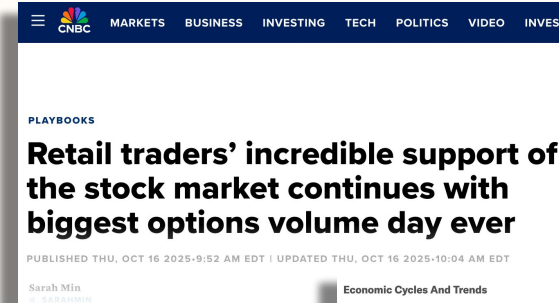 CNBC MARKETS BUSINESS INVESTING TECH POLITICS VIDEO INVES
PLAYBOOKS
Retail traders’ incredible support of
the stock market continues with
biggest options volume day ever
PUBLISHED THU, OCT 16 2025•9:52 AM EDT | UPDATED THU, OCT 16 2025•10:04 AM EDT
Sarah Min
@_SARAHMIN
Economic Cycles And Trends